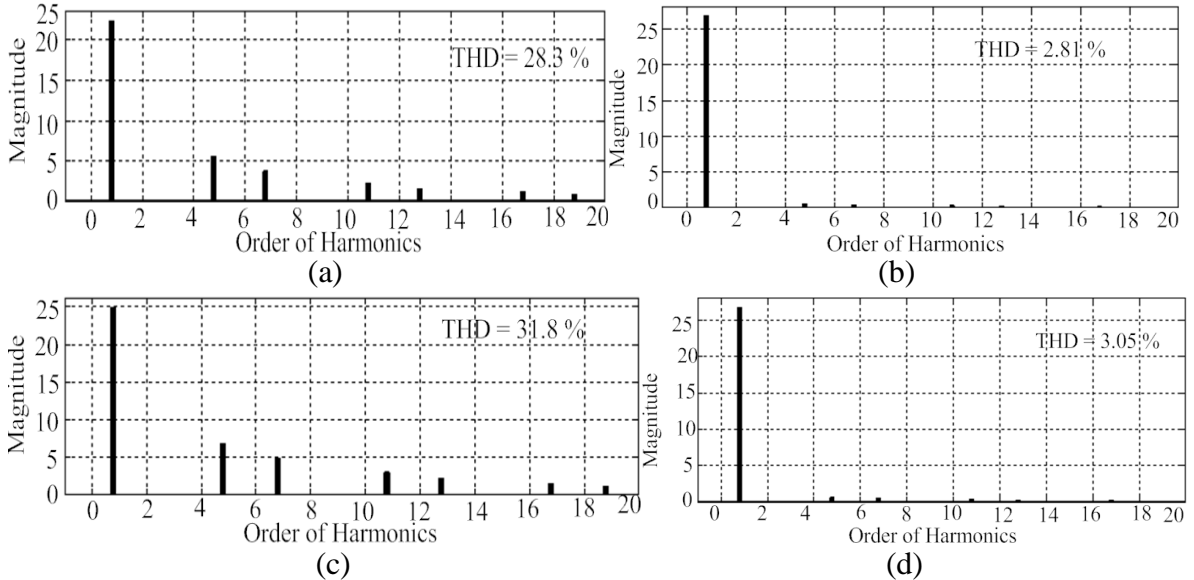 25
20
15
10
5
0
Magnitude
THD = 28.3 %
0 2 4 6 8 10 12 14 16 18 20
Order of Harmonics
(a)
25
20
15
10
5
0
Magnitude
THD = 2.81 %
0 2 4 6 8 10 12 14 16 18 20
Order of Harmonics
(b)
25
20
15
10
5
0
Magnitude
THD = 31.8 %
0 2 4 6 8 10 12 14 16 18 20
Order of Harmonics
(c)
25
20
15
10
5
0
Magnitude
THD = 3.05 %
0 2 4 6 8 10 12 14 16 18 20
Order of Harmonics
(d)